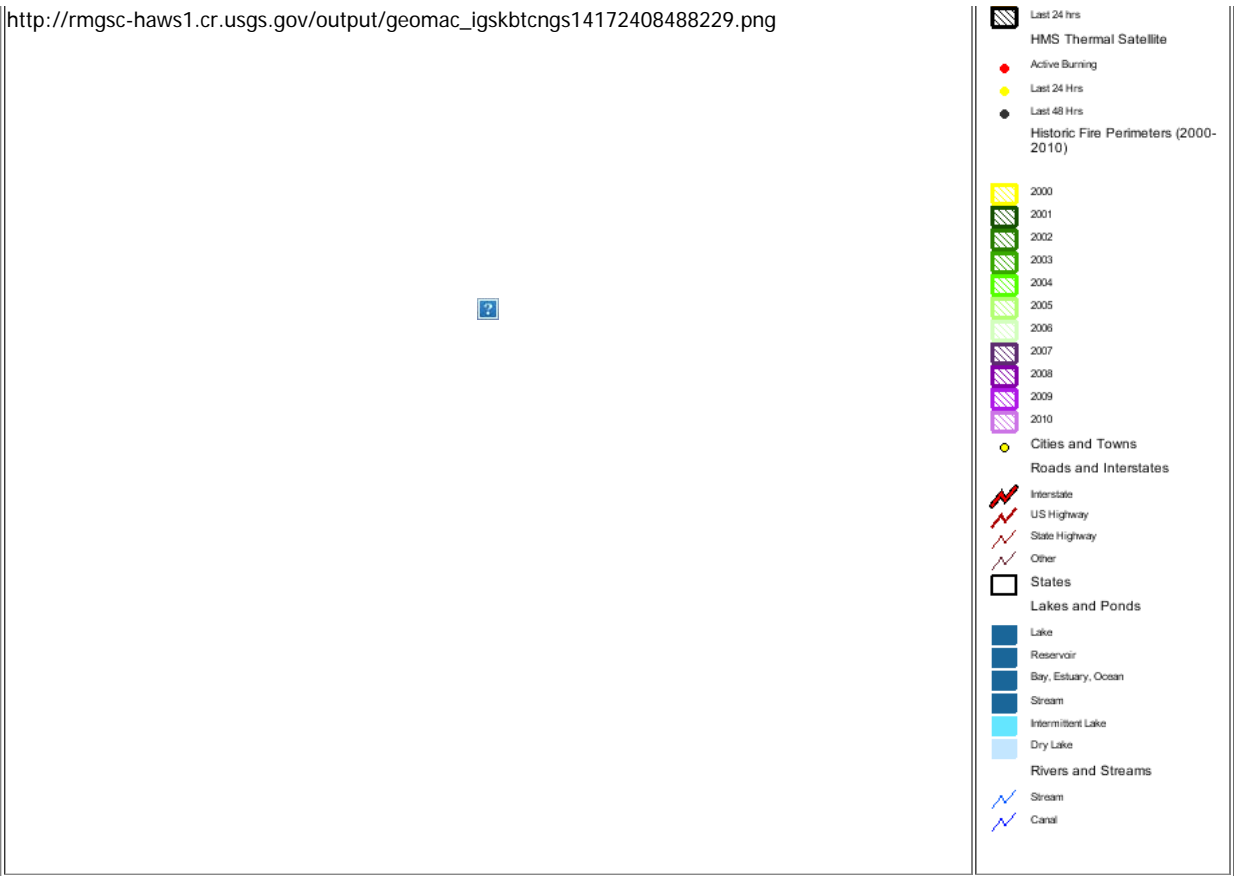 http://rmgsc-haws1.cr.usgs.gov/output/geomac_igskbtcngs14172408488229.png
Last 24 hrs
HMS Thermal Satellite
Active Burning
Last 24 Hrs
Last 48 Hrs
Historic Fire Perimeters (2000-
2010)
2000
2001
2002
2003
2004
2005
2006
2007
2008
2009
2010
Cities and Towns
Roads and Interstates
Interstate
US Highway
State Highway
Other
States
Lakes and Ponds
Lake
Reservoir
Bay, Estuary, Ocean
Stream
Intermittent Lake
Dry Lake
Rivers and Streams
Stream
Canal